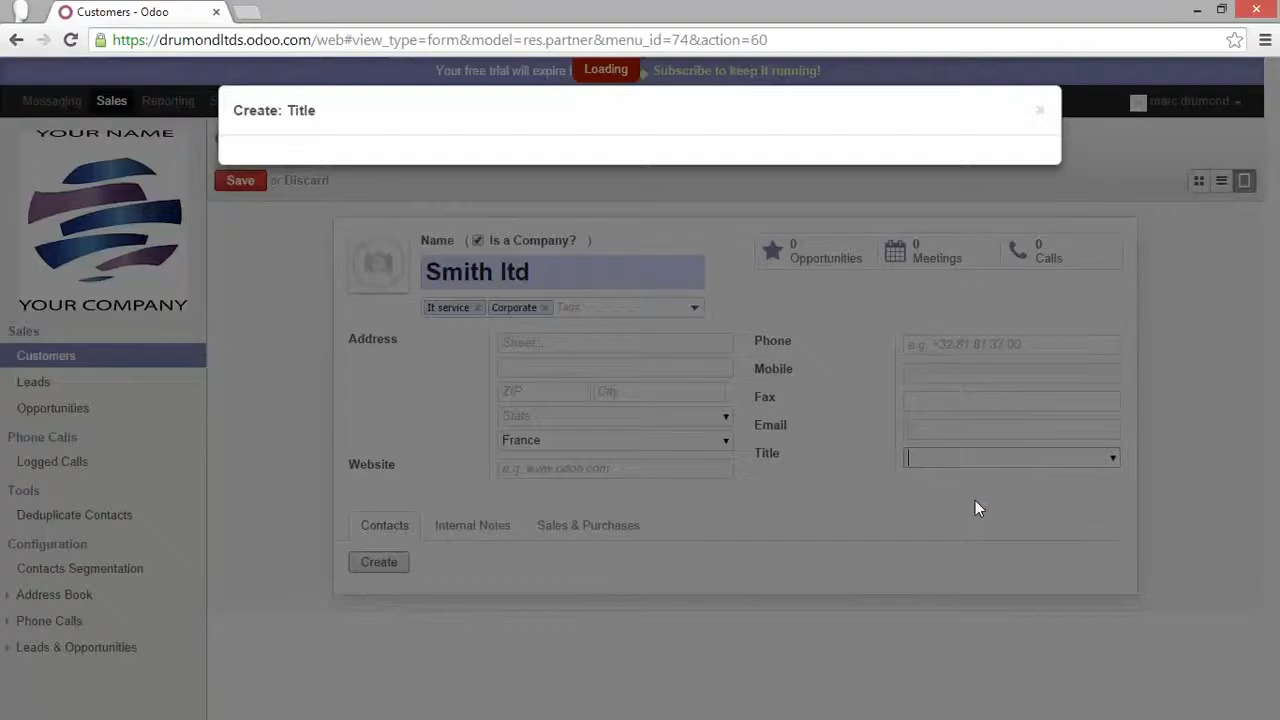 Customers - Odoo
https://drumondltds.odoo.com/web#view_type=form&model=res.partner&menu_id=74&action=60
Your free trial will expire
Loading
Subscribe to keep it running!
Messaging
Sales
Reporting
marc drumond
Create: Title
Save or Discard
YOUR NAME
YOUR COMPANY
Sales
Customers
Leads
Opportunities
Phone Calls
Logged Calls
Tools
Deduplicate Contacts
Configuration
Contacts Segmentation
Address Book
Phone Calls
Leads & Opportunities
Name ( Is a Company? )
Smith ltd
It service
Corporate
Tags...
0 Opportunities
0 Meetings
0 Calls
Address
Street...
ZIP
City
State
France
Website
e.g. www.odoo.com
Phone
e.g. +32.81.81.37.00
Mobile
Fax
Email
Title
Contacts
Internal Notes
Sales & Purchases
Create